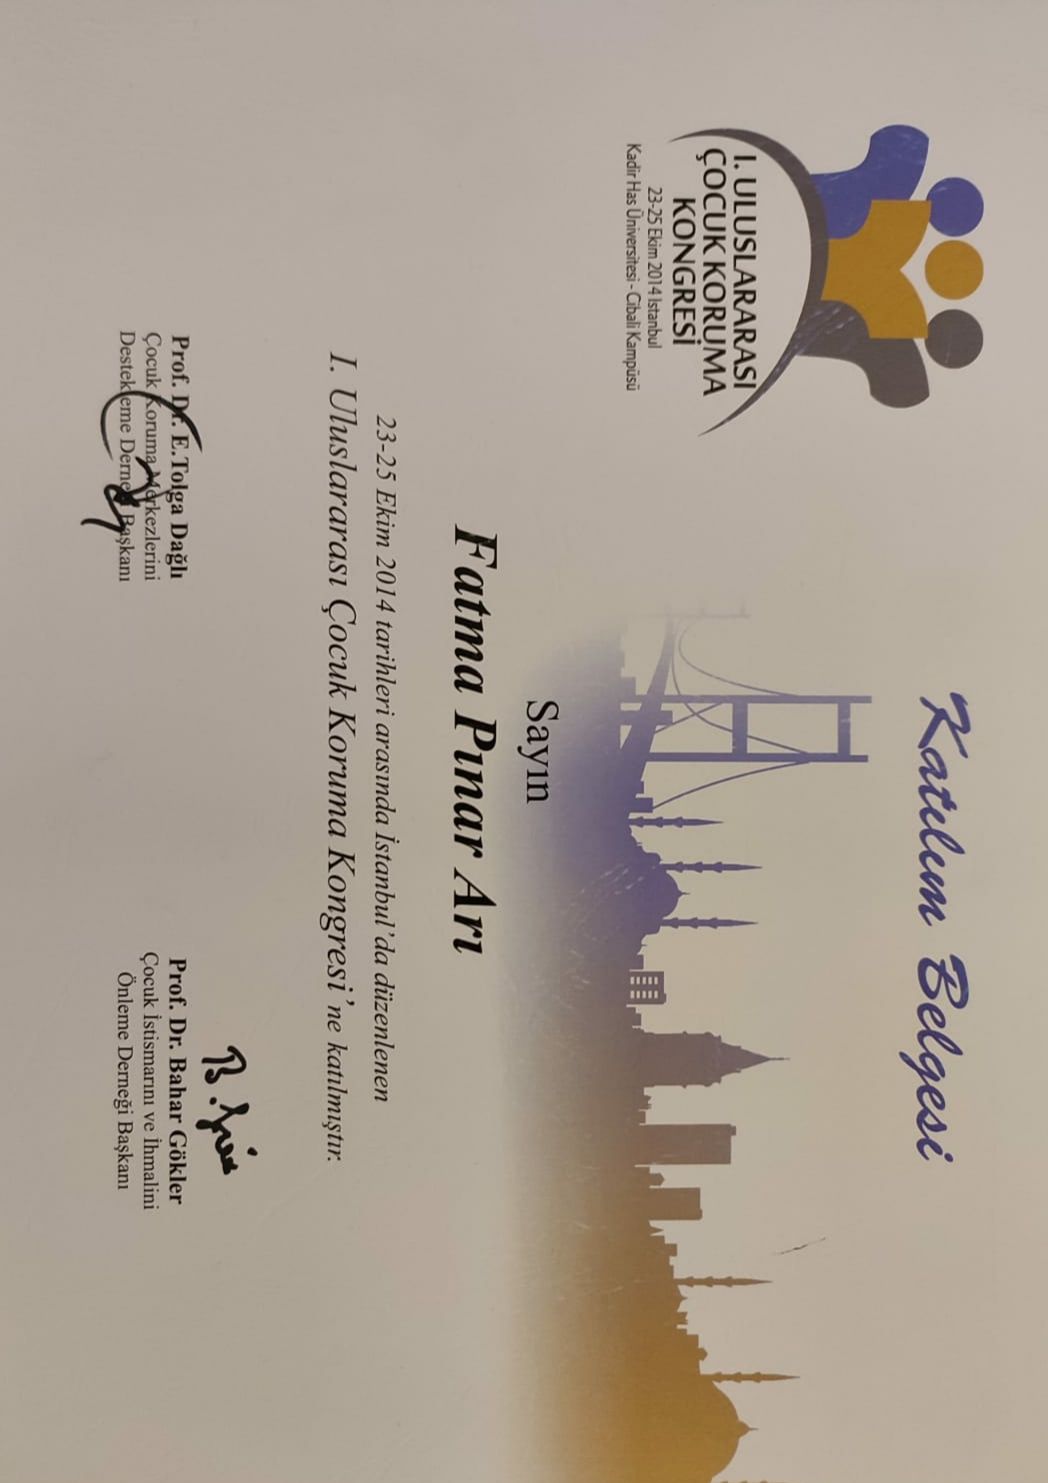 I. ULUSLARARASI
ÇOCUK KORUMA
KONGRESİ
23-25 Ekim 2014 Istanbul
Kadir Has Üniversitesi - Cibali Kampüsü
Katılım Belgesi
Sayın
Fatma Pınar Arı
23-25 Ekim 2014 tarihleri arasında İstanbul'da düzenlenen
I. Uluslararası Çocuk Koruma Kongresi'ne katılmıştır.
Prof. Dr. E.Tolga Dağlı
Çocuk Koruma Merkezlerini
Destekleme Derneği Başkanı
Prof. Dr. Bahar Gökler
Çocuk İstismarını ve İhmalini
Önleme Derneği Başkanı